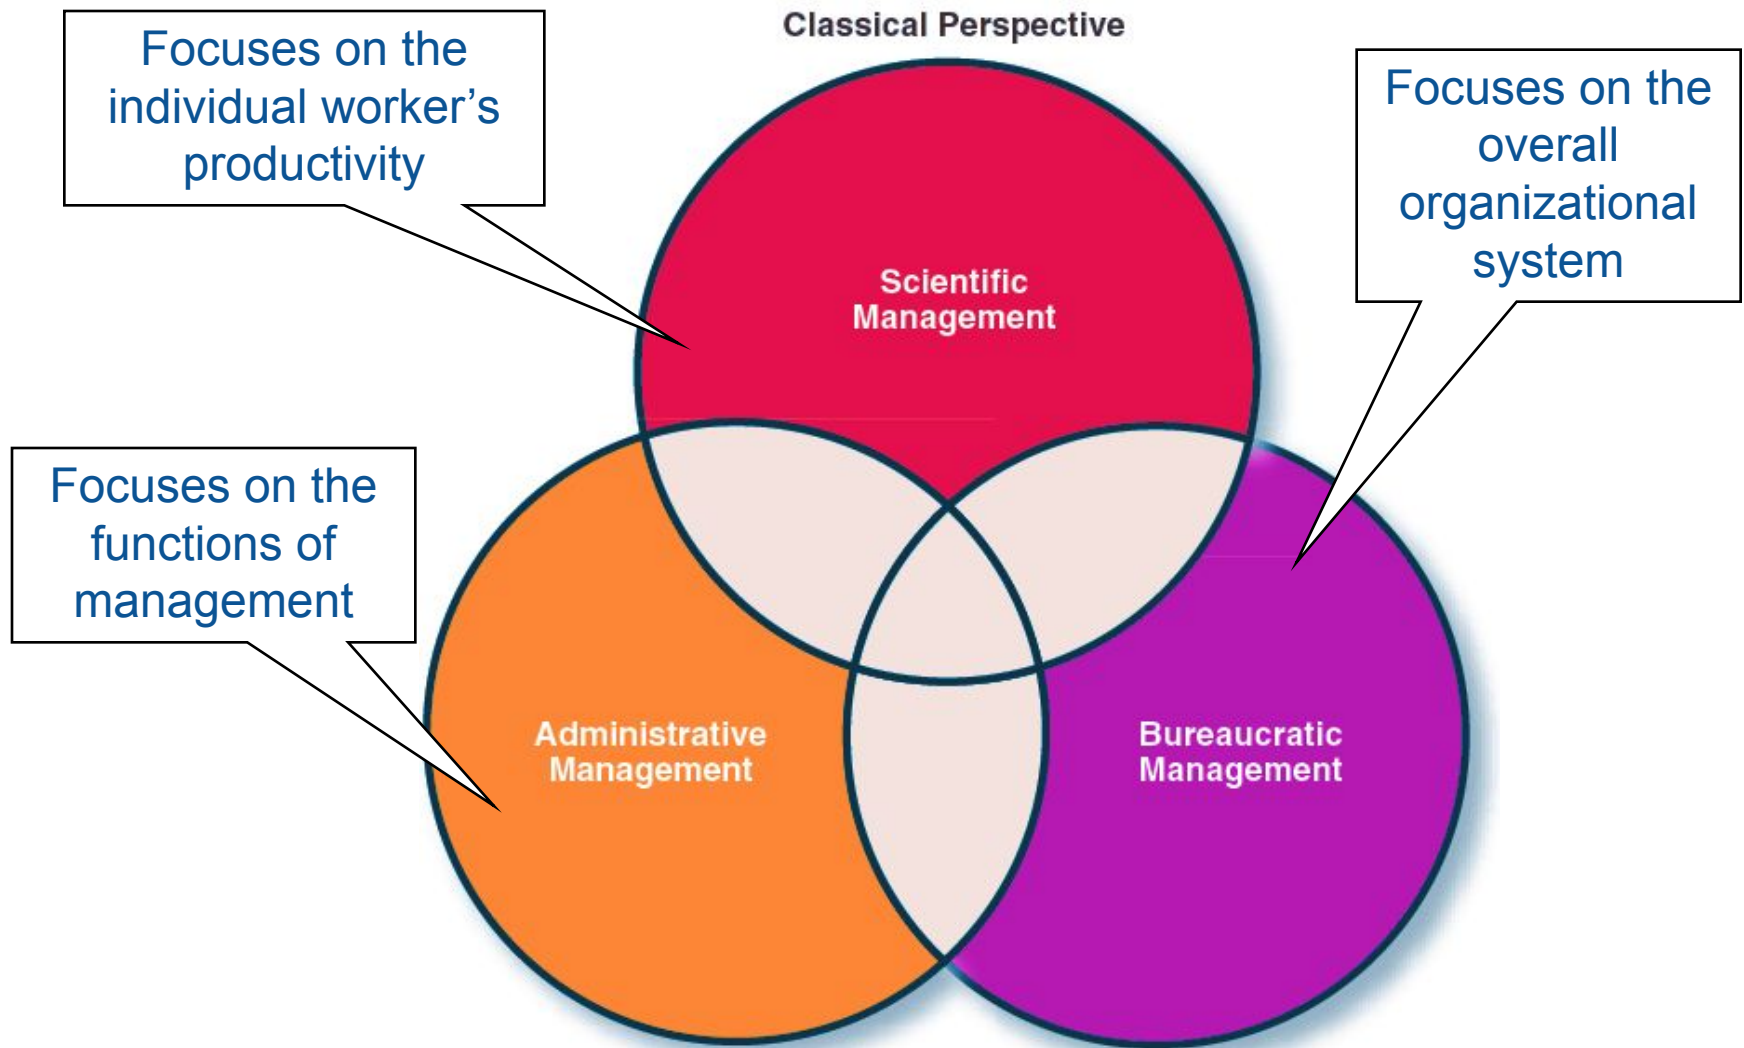 Classical Perspective
Focuses on the
individual worker’s
productivity
Focuses on the
overall
organizational
system
Scientific
Management
Focuses on the
functions of
management
Administrative
Management
Bureaucratic
Management